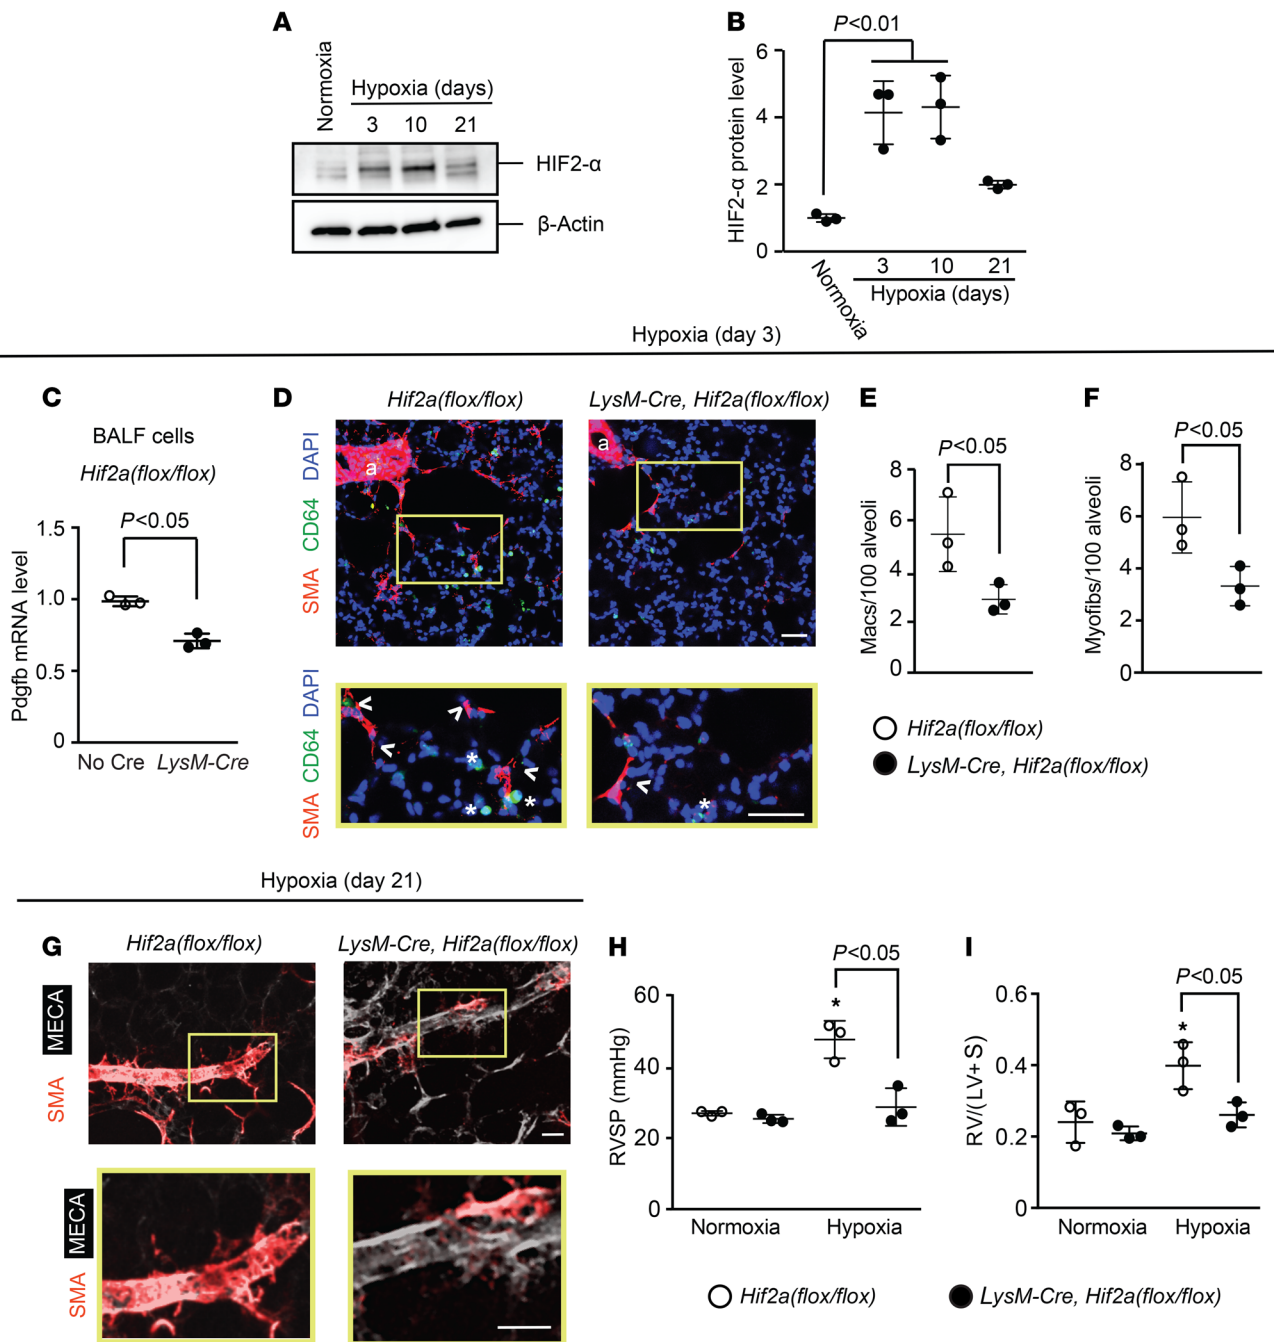 A
Normoxia
Hypoxia (days)
3 10 21
HIF2-α
β-Actin
B
P<0.01
HIF2-α protein level
6
4
2
0
Normoxia
3 10 21
Hypoxia (days)
Hypoxia (day 3)
C
BALF cells
Hif2a(flox/flox)
P<0.05
Pdgfb mRNA level
1.5
1.0
0.5
0
No Cre LysM-Cre
D
Hif2a(flox/flox)
LysM-Cre, Hif2a(flox/flox)
SMA CD64 DAPI
a
a
SMA CD64 DAPI
< < < <
* * *
<
*
E
P<0.05
Macs/100 alveoli
8
6
4
2
0
F
P<0.05
Myofibs/100 alveoli
8
6
4
2
0
Hif2a(flox/flox)
LysM-Cre, Hif2a(flox/flox)
Hypoxia (day 21)
G
Hif2a(flox/flox)
LysM-Cre, Hif2a(flox/flox)
SMA MECA
SMA MECA
H
P<0.05
*
RVSP (mmHg)
60
40
20
0
Normoxia Hypoxia
I
P<0.05
*
RV/(LV+ S)
0.6
0.4
0.2
0
Normoxia Hypoxia
Hif2a(flox/flox)
LysM-Cre, Hif2a(flox/flox)